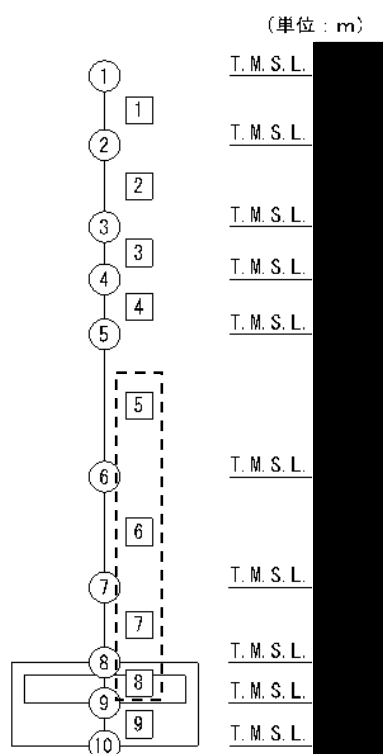 (単位:m)
① T. M. S. L.
1
② T. M. S. L.
2
③ T. M. S. L.
3
④ T. M. S. L.
4
⑤ T. M. S. L.
5
⑥ T. M. S. L.
6
⑦ T. M. S. L.
7
⑧ T. M. S. L.
8
⑨ T. M. S. L.
9
⑩ T. M. S. L.